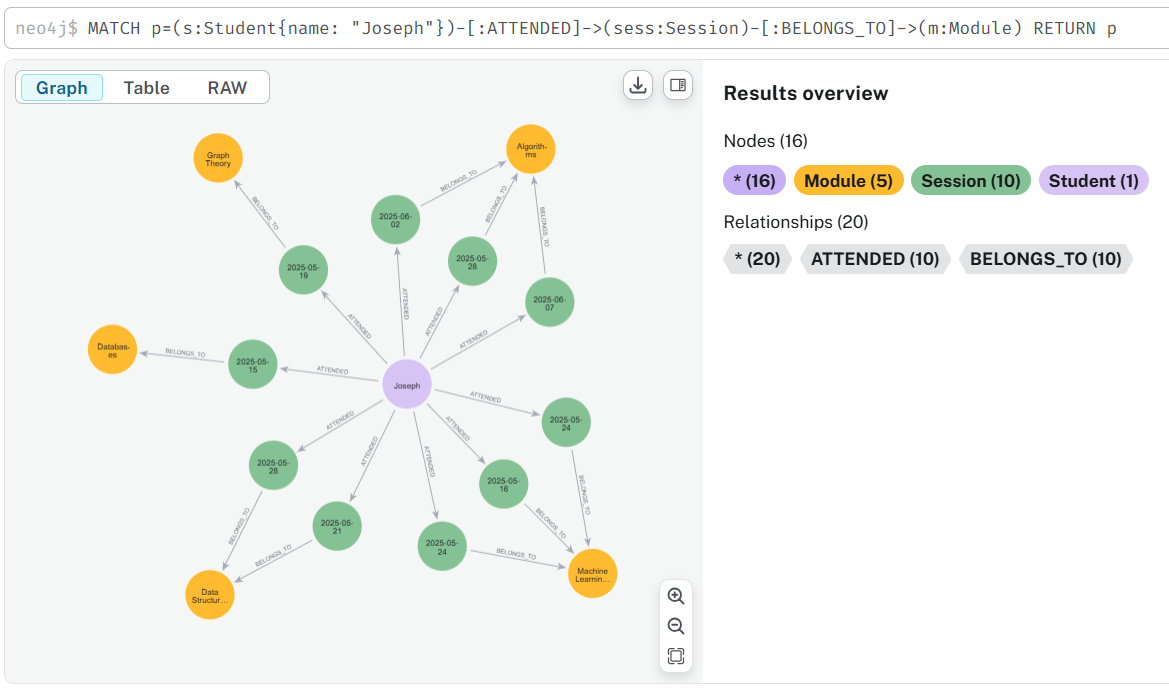 neo4j$ MATCH p=(s:Student{name: "Joseph"})-[:ATTENDED]->(sess:Session)-[:BELONGS_TO]->(m:Module) RETURN p
Graph Table RAW
Results overview
Nodes (16)
* (16) Module (5) Session (10) Student (1)
Relationships (20)
* (20) ATTENDED (10) BELONGS_TO (10)
Graph
Theory
Algorith-
ms
BELONGS_TO
BELONGS_TO
BELONGS_TO
BELONGS_TO
2025-06-
02
2025-05-
28
2025-05-
19
2025-06-
07
ATTENDED
ATTENDED
ATTENDED
ATTENDED
Databas-
es
BELONGS_TO
2025-05-
15
ATTENDED
Joseph
ATTENDED
2025-05-
24
ATTENDED
ATTENDED
ATTENDED
ATTENDED
2025-05-
28
2025-05-
16
BELONGS_TO
2025-05-
21
BELONGS_TO
BELONGS_TO
2025-05-
24
BELONGS_TO
BELONGS_TO
Machine
Learnin...
Data
Structur...